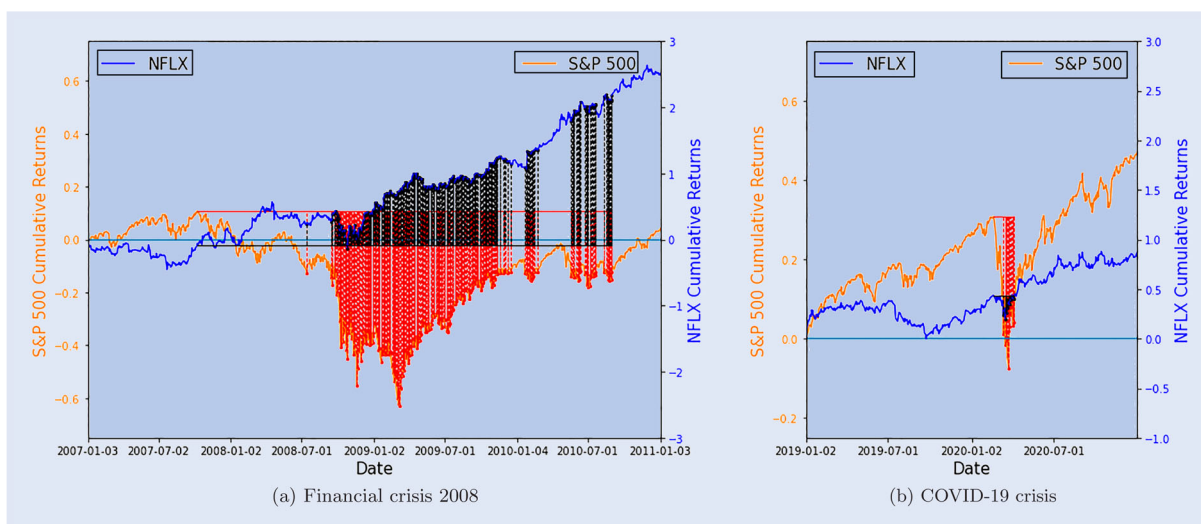 NFLX
S&P 500
0.6
0.4
0.2
0.0
−0.2
−0.4
−0.6
S&P 500 Cumulative Returns
3
2
1
0
−1
−2
−3
NFLX Cumulative Returns
2007-01-03 2007-07-02 2008-01-02 2008-07-01 2009-01-02 2009-07-01 2010-01-04 2010-07-01 2011-01-03
Date
(a) Financial crisis 2008
NFLX
S&P 500
0.6
0.4
0.2
0.0
−0.2
S&P 500 Cumulative Returns
3.0
2.5
2.0
1.5
1.0
0.5
0.0
−0.5
−1.0
NFLX Cumulative Returns
2019-01-02 2019-07-01 2020-01-02 2020-07-01
Date
(b) COVID-19 crisis